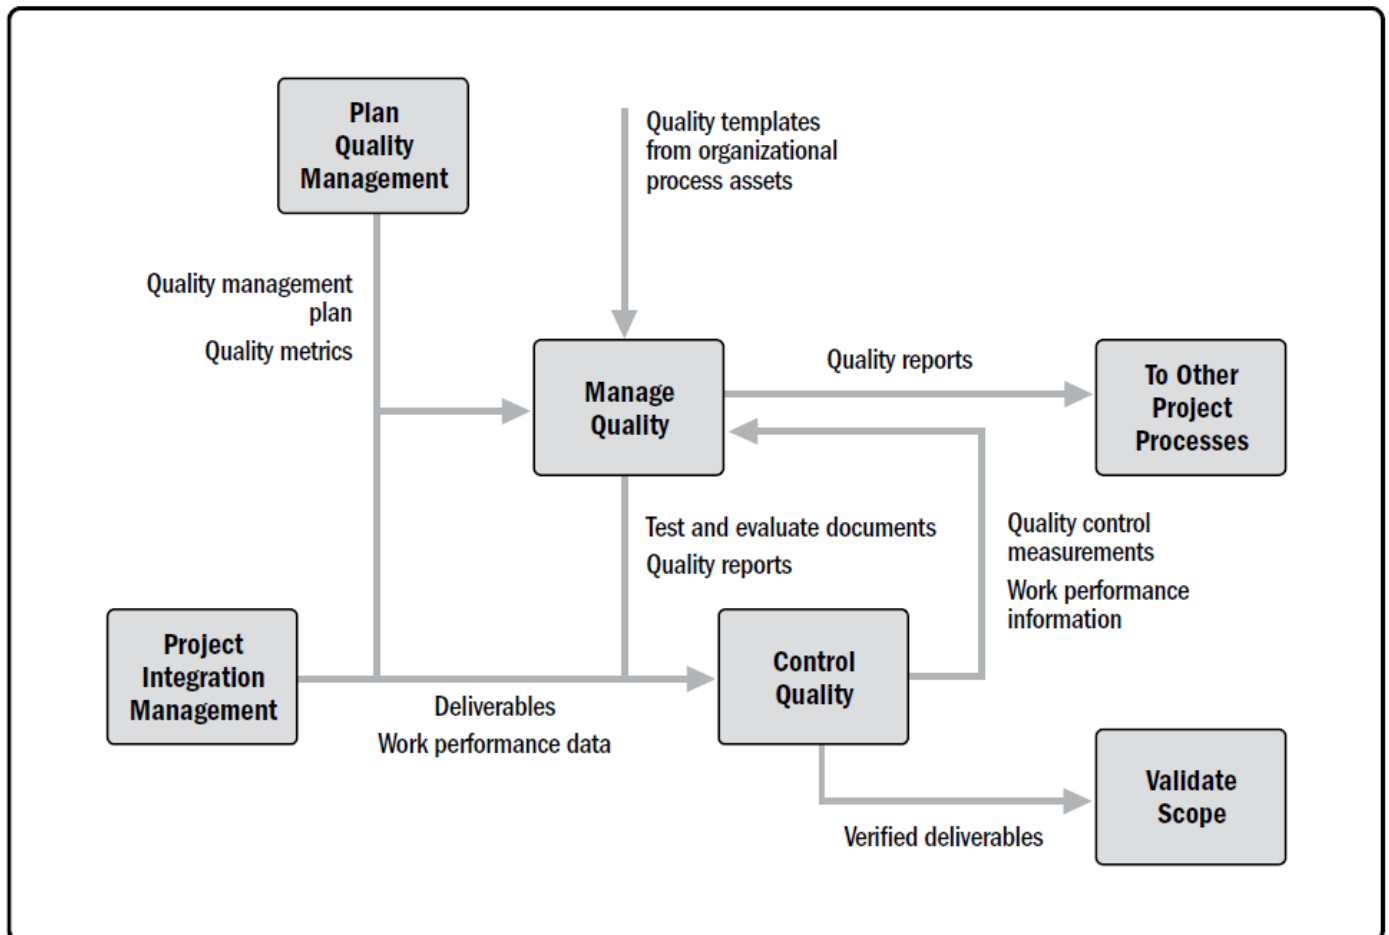 Plan
Quality
Management
Quality templates
from organizational
process assets
Quality management
plan
Quality metrics
Manage
Quality
Quality reports
To Other
Project
Processes
Test and evaluate documents
Quality reports
Quality control
measurements
Work performance
information
Project
Integration
Management
Deliverables
Work performance data
Control
Quality
Validate
Scope
Verified deliverables